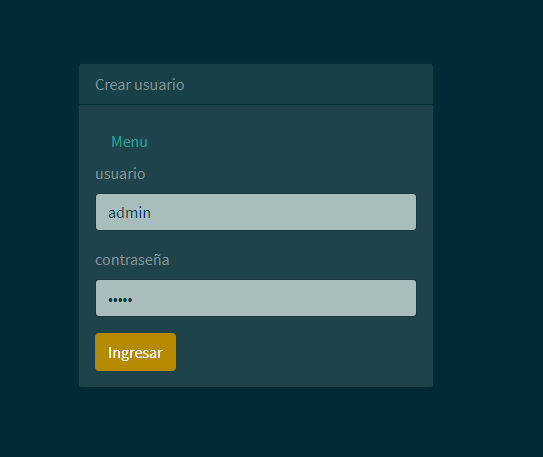 Crear usuario
Menu
usuario
admin
contraseña
•••••
Ingresar